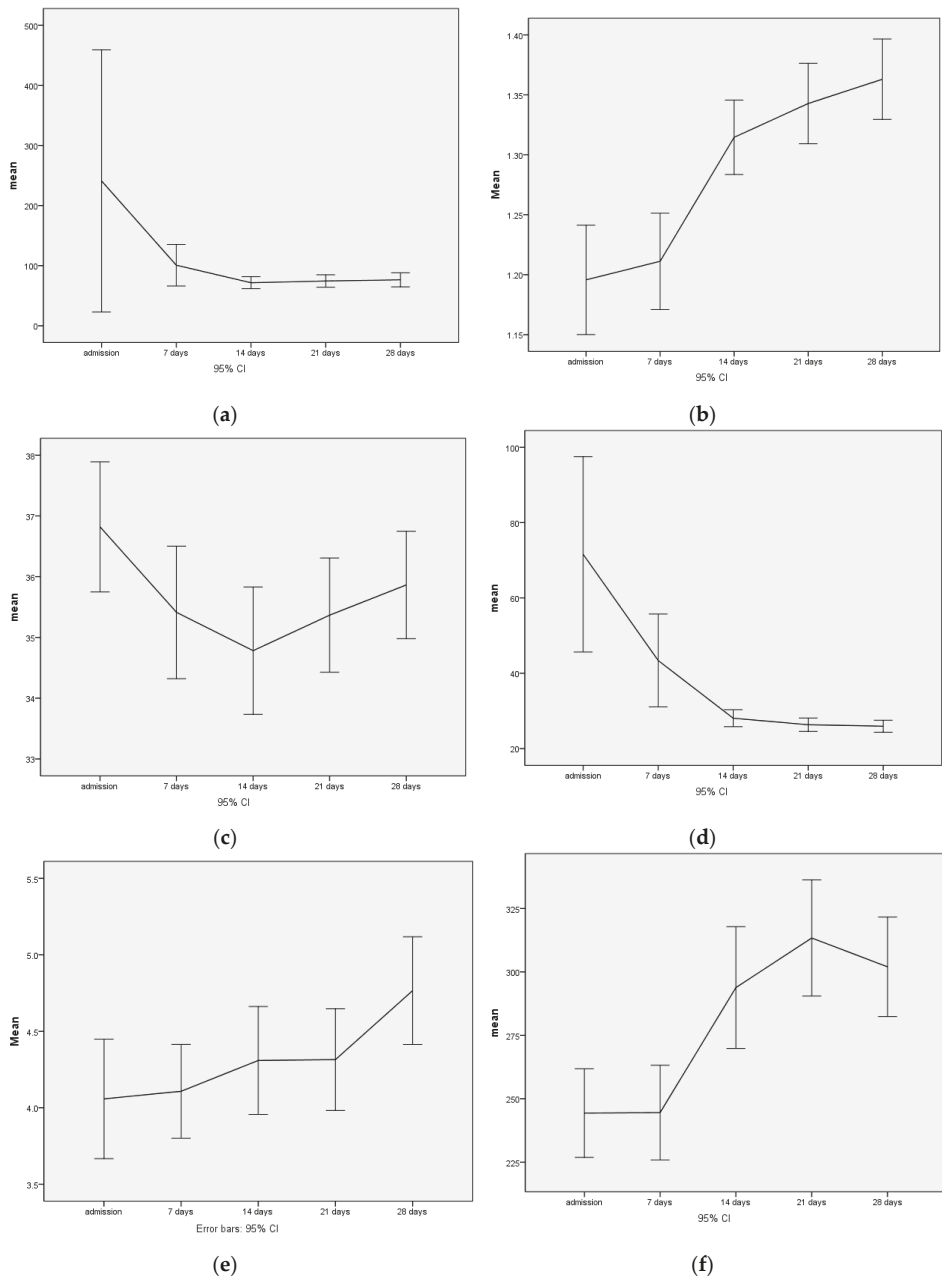 500
400
300
200
100
0
mean
admission 7 days 14 days 21 days 28 days
95% CI
(a)
1.40
1.35
1.30
1.25
1.20
1.15
Mean
admission 7 days 14 days 21 days 28 days
95% CI
(b)
38
37
36
35
34
33
mean
admission 7 days 14 days 21 days 28 days
95% CI
(c)
100
80
60
40
20
mean
admission 7 days 14 days 21 days 28 days
95% CI
(d)
5.5
5.0
4.5
4.0
3.5
Mean
admission 7 days 14 days 21 days 28 days
Error bars: 95% CI
(e)
325
300
275
250
225
mean
admission 7 days 14 days 21 days 28 days
95% CI
(f)